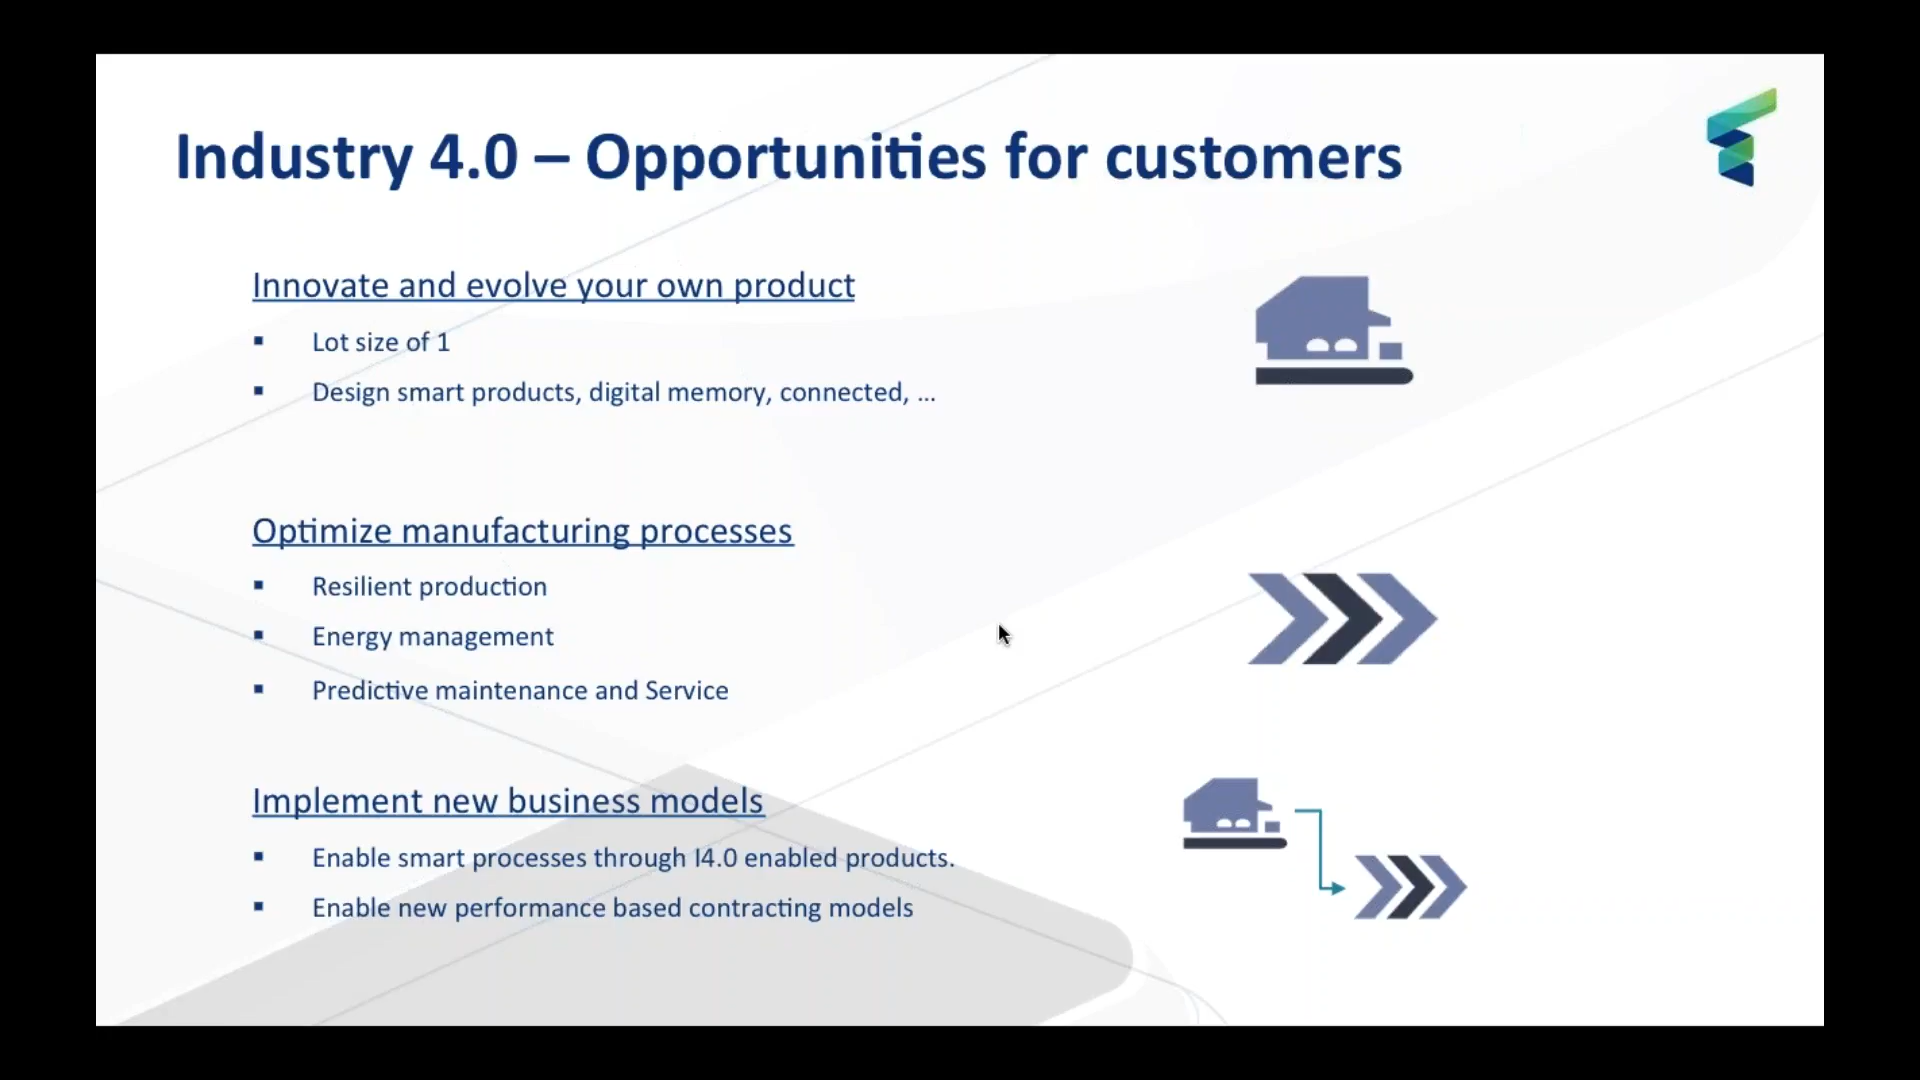 Industry 4.0 – Opportunities for customers
Innovate and evolve your own product
▪ Lot size of 1
▪ Design smart products, digital memory, connected, ...
Optimize manufacturing processes
▪ Resilient production
▪ Energy management
▪ Predictive maintenance and Service
Implement new business models
▪ Enable smart processes through I4.0 enabled products.
▪ Enable new performance based contracting models